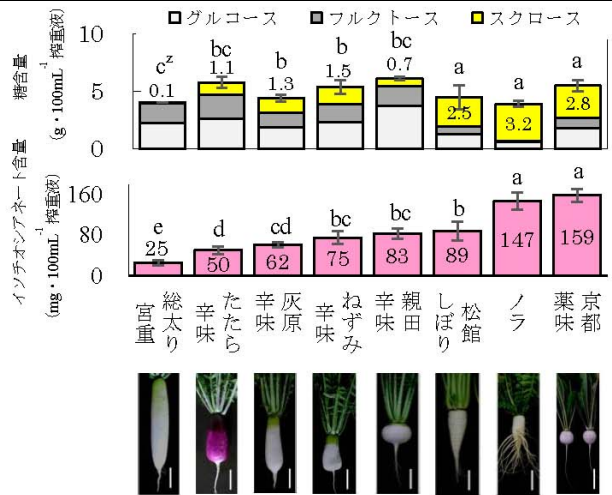 □グルコース ■フルクトース □スクロース
糖含量
(g・100mL⁻¹ 搾重液)
10
5
0
cᶻ bc b b bc a a a
0.1 1.1 1.3 1.5 0.7 2.5 3.2 2.8
イソチオシアネート含量
(mg・100mL⁻¹ 搾重液)
160
80
0
e d cd bc bc b a a
25 50 62 75 83 89 147 159
総太り
宮重
たたら
辛味
灰原
辛味
ねずみ
辛味
親田
辛味
松館
しぼり
ノラ
京都
薬味